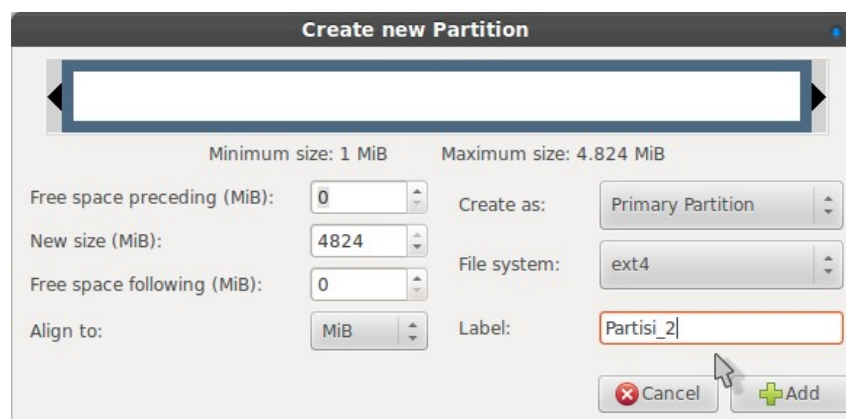 Create new Partition
Minimum size: 1 MiB Maximum size: 4.824 MiB
Free space preceding (MiB): 0 Create as: Primary Partition
New size (MiB): 4824
File system: ext4
Free space following (MiB): 0
Align to: MiB Label: Partisi_2
Cancel Add